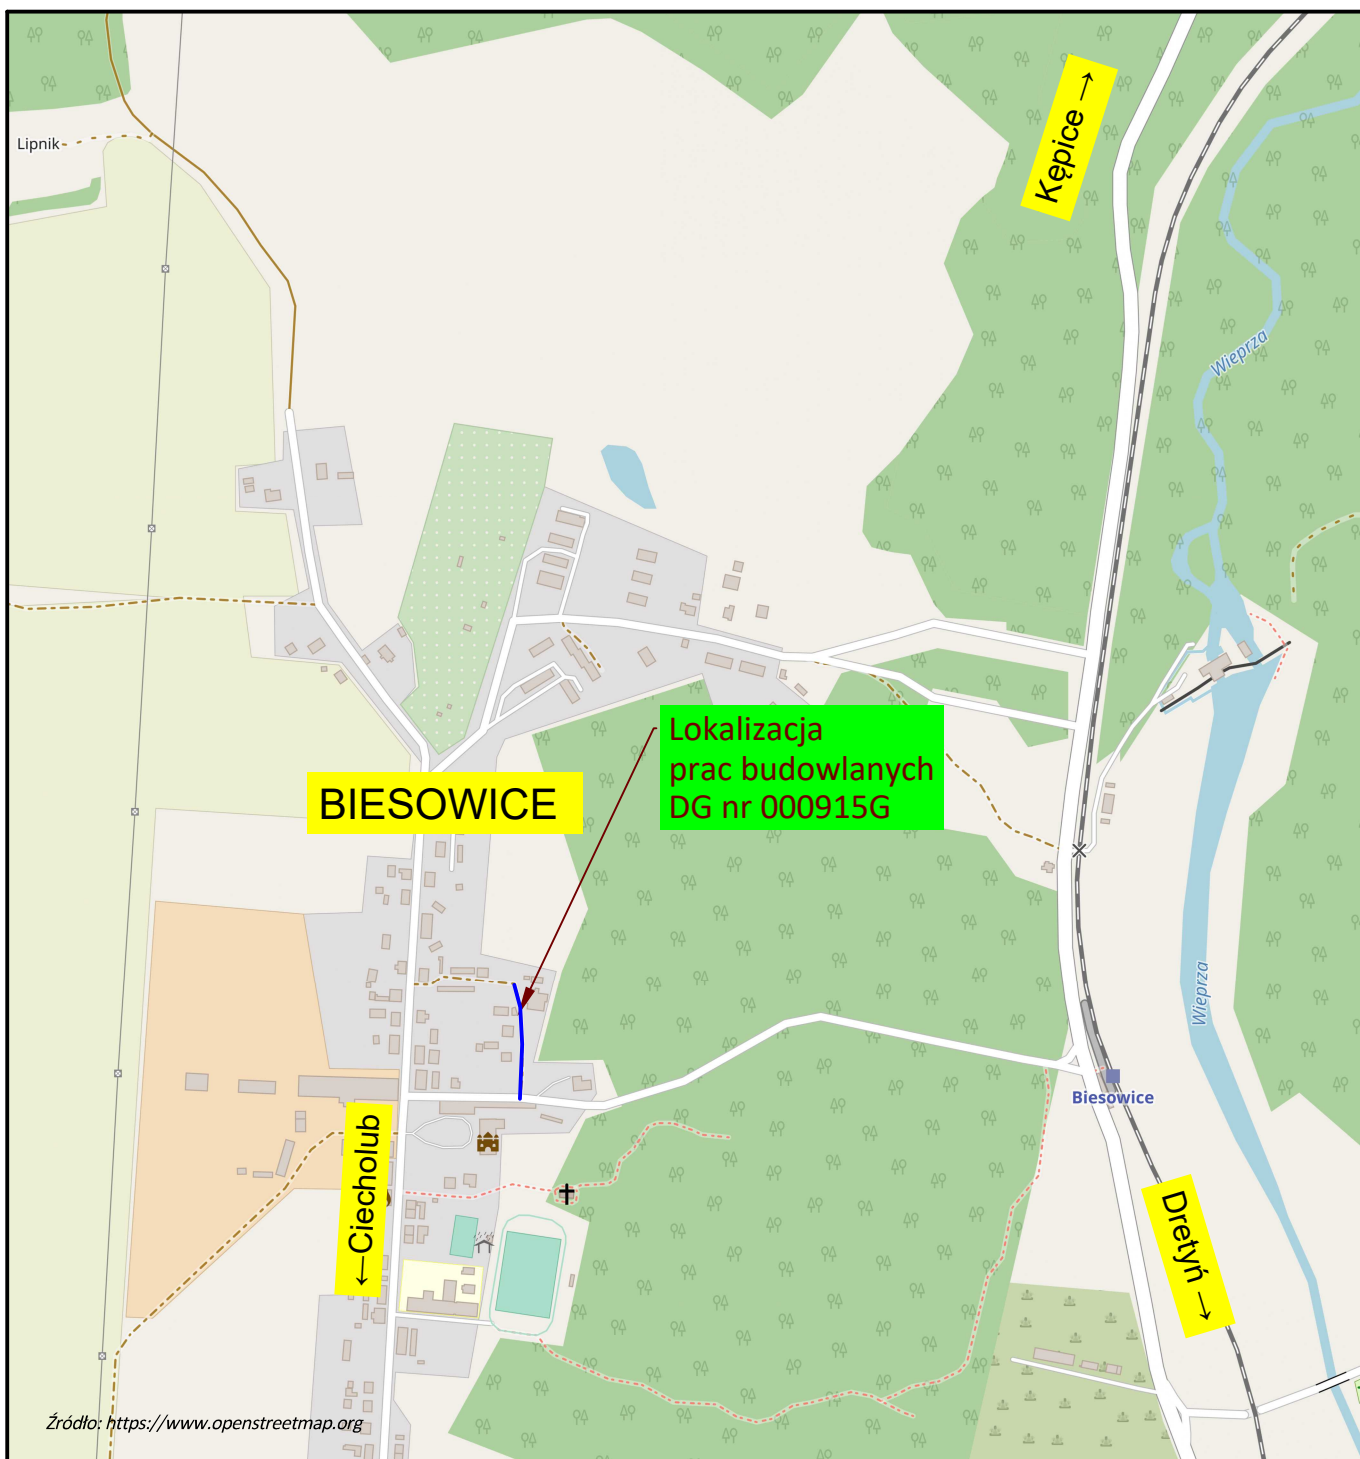 Kępice →
Lipnik
Wieprza
Lokalizacja
prac budowlanych
DG nr 000915G
BIESOWICE
Wieprza
Biesowice
←Ciecholub
Dretyń →
Źródło: https://www.openstreetmap.org